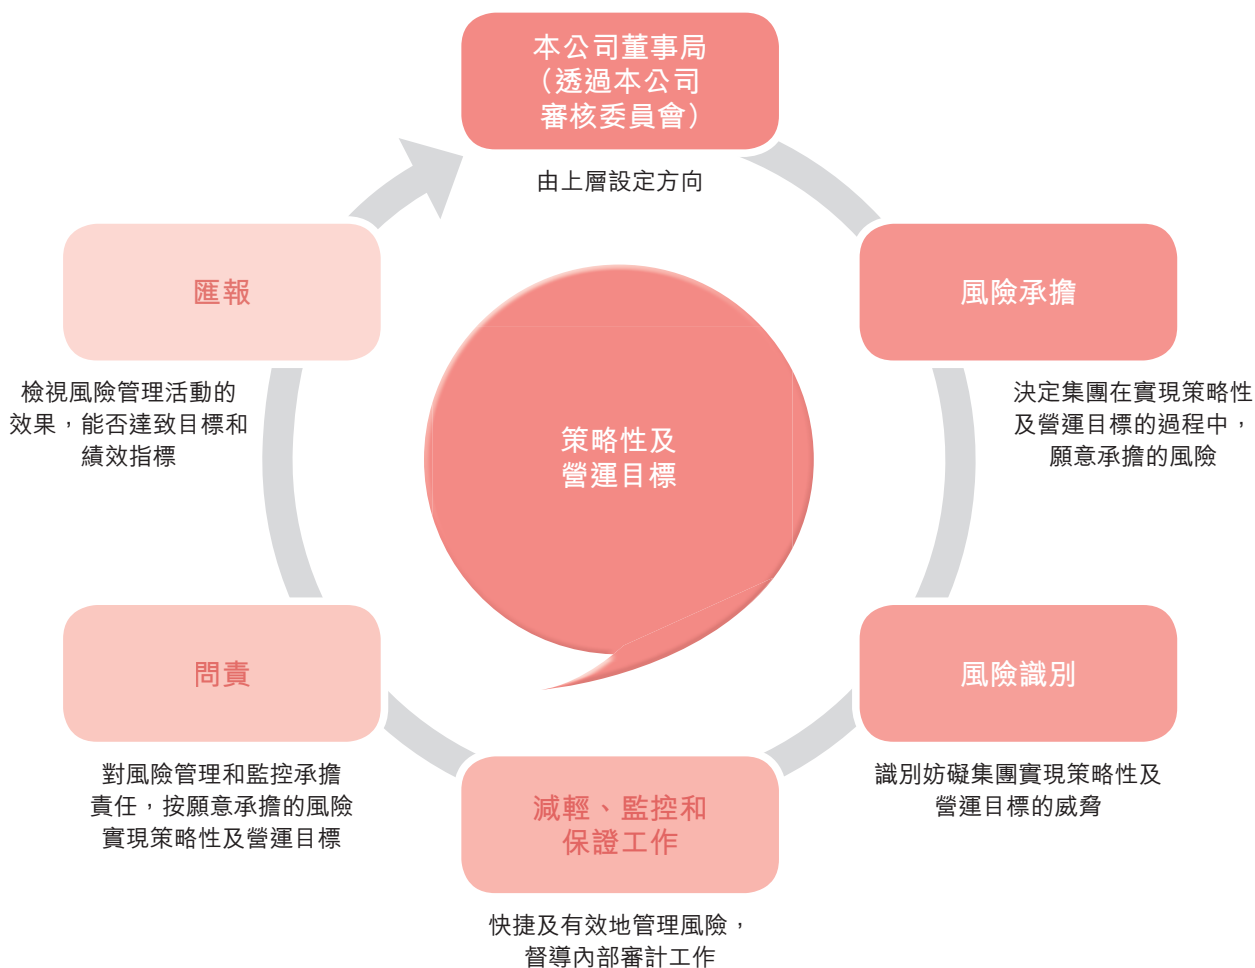 本公司董事局
（透過本公司
審核委員會）
由上層設定方向
風險承擔
決定集團在實現策略性
及營運目標的過程中，
願意承擔的風險
風險識別
識別妨礙集團實現策略性及
營運目標的威脅
減輕、監控和
保證工作
快捷及有效地管理風險，
督導內部審計工作
問責
對風險管理和監控承擔
責任，按願意承擔的風險
實現策略性及營運目標
匯報
檢視風險管理活動的
效果，能否達致目標和
績效指標
策略性及
營運目標